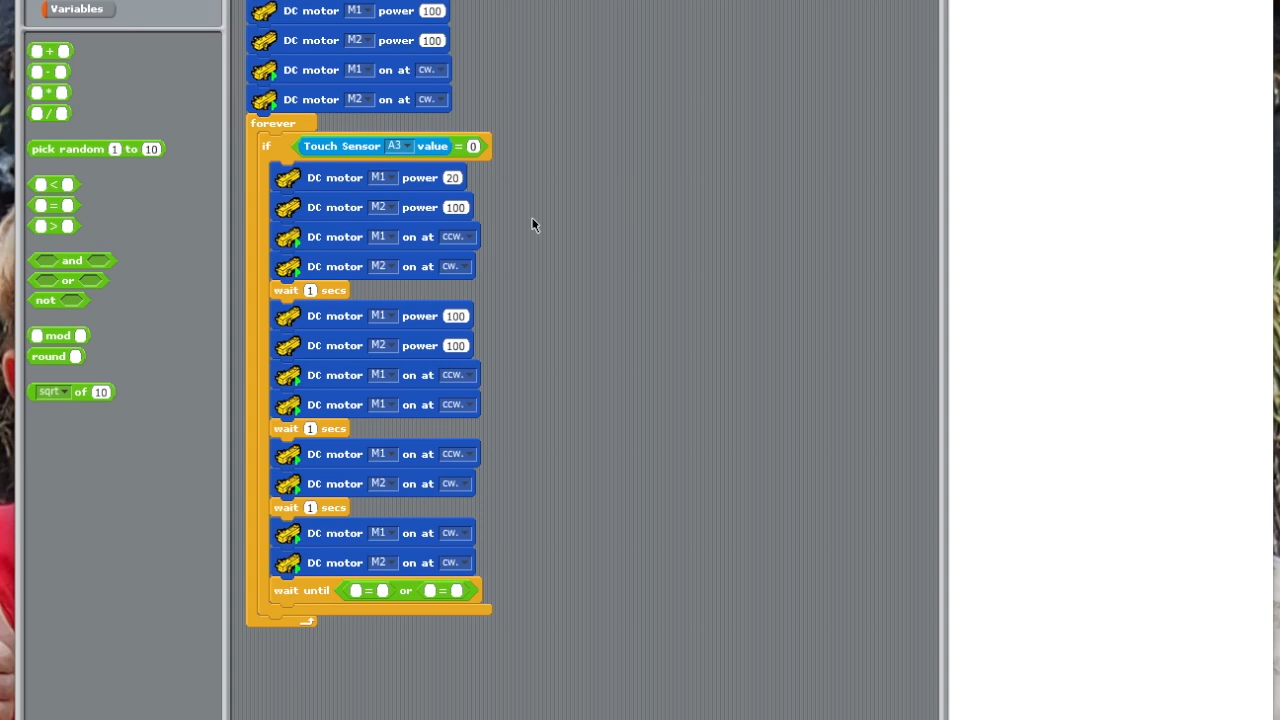 Variables
+
-
*
/
pick random 1 to 10
<
=
>
and
or
not
mod
round
sqrt of 10
DC motor M1 power 100
DC motor M2 power 100
DC motor M1 on at cw.
DC motor M2 on at cw.
forever
if Touch Sensor A3 value = 0
DC motor M1 power 20
DC motor M2 power 100
DC motor M1 on at ccw.
DC motor M2 on at cw.
wait 1 secs
DC motor M1 power 100
DC motor M2 power 100
DC motor M1 on at ccw.
DC motor M1 on at ccw.
wait 1 secs
DC motor M1 on at ccw.
DC motor M2 on at cw.
wait 1 secs
DC motor M1 on at cw.
DC motor M2 on at cw.
wait until = or =